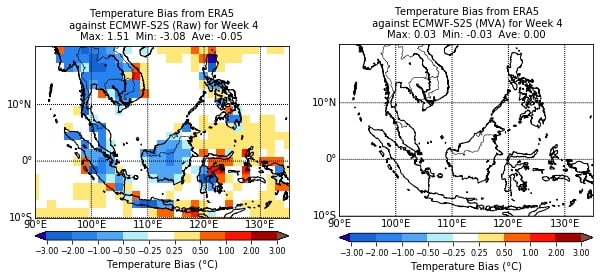 Temperature Bias from ERA5
against ECMWF-S2S (Raw) for Week 4
Max: 1.51 Min: -3.08 Ave: -0.05
10°N
0°
10°S
90°E 100°E 110°E 120°E 130°E
−3.00 −2.00 −1.00 −0.50 −0.25 0.25 0.50 1.00 2.00 3.00
Temperature Bias (°C)
Temperature Bias from ERA5
against ECMWF-S2S (MVA) for Week 4
Max: 0.03 Min: -0.03 Ave: 0.00
10°N
0°
10°S
90°E 100°E 110°E 120°E 130°E
−3.00 −2.00 −1.00 −0.50 −0.25 0.25 0.50 1.00 2.00 3.00
Temperature Bias (°C)